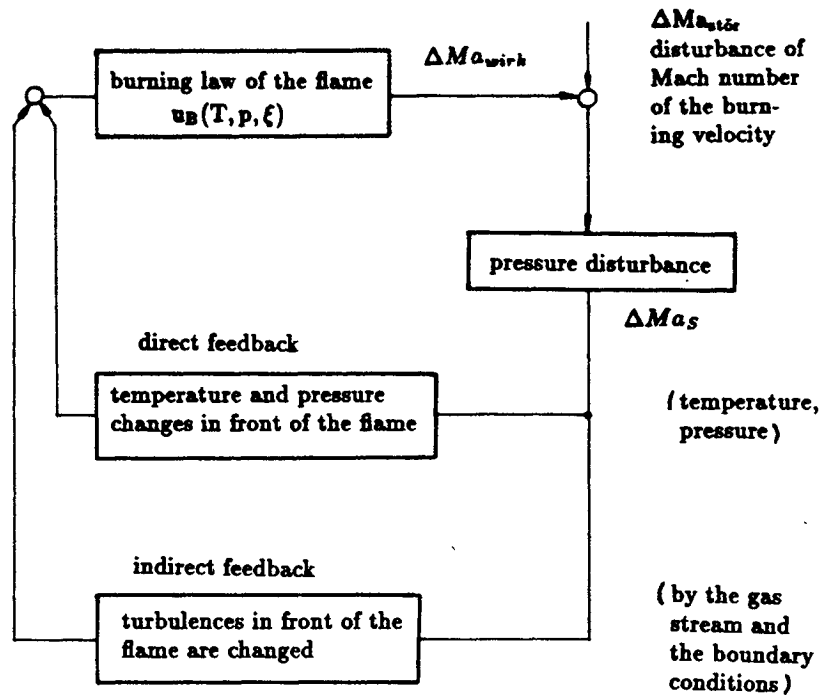 burning law of the flame
u_B(T, p, ξ)
ΔMa_wirk
ΔMa_stör
disturbance of
Mach number
of the burn-
ing velocity
pressure disturbance
ΔMa_S
direct feedback
temperature and pressure
changes in front of the flame
(temperature,
pressure)
indirect feedback
turbulences in front of the
flame are changed
(by the gas
stream and
the boundary
conditions)